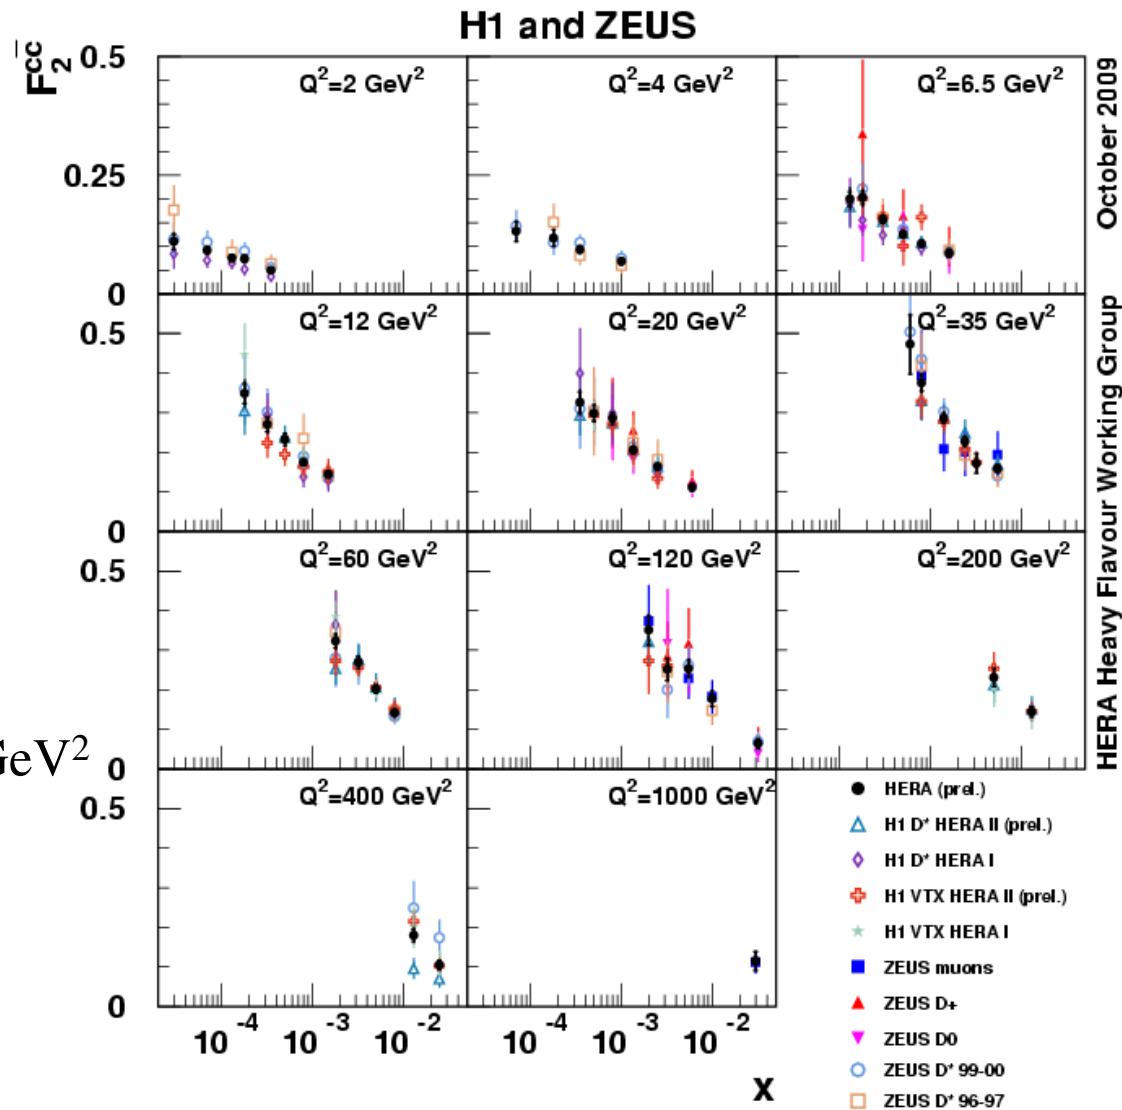 H1 and ZEUS
F₂^cc̄
0.5
Q²=2 GeV²
Q²=4 GeV²
Q²=6.5 GeV²
October 2009
0.25
0
Q²=12 GeV²
Q²=20 GeV²
Q²=35 GeV²
HERA Heavy Flavour Working Group
0.5
0
Q²=60 GeV²
Q²=120 GeV²
Q²=200 GeV²
0.5
GeV²
0
Q²=400 GeV²
Q²=1000 GeV²
0.5
0
10⁻⁴ 10⁻³ 10⁻² 10⁻⁴ 10⁻³ 10⁻²
x
HERA (prel.)
H1 D* HERA II (prel.)
H1 D* HERA I
H1 VTX HERA II (prel.)
H1 VTX HERA I
ZEUS muons
ZEUS D+
ZEUS D0
ZEUS D* 99-00
ZEUS D* 96-97